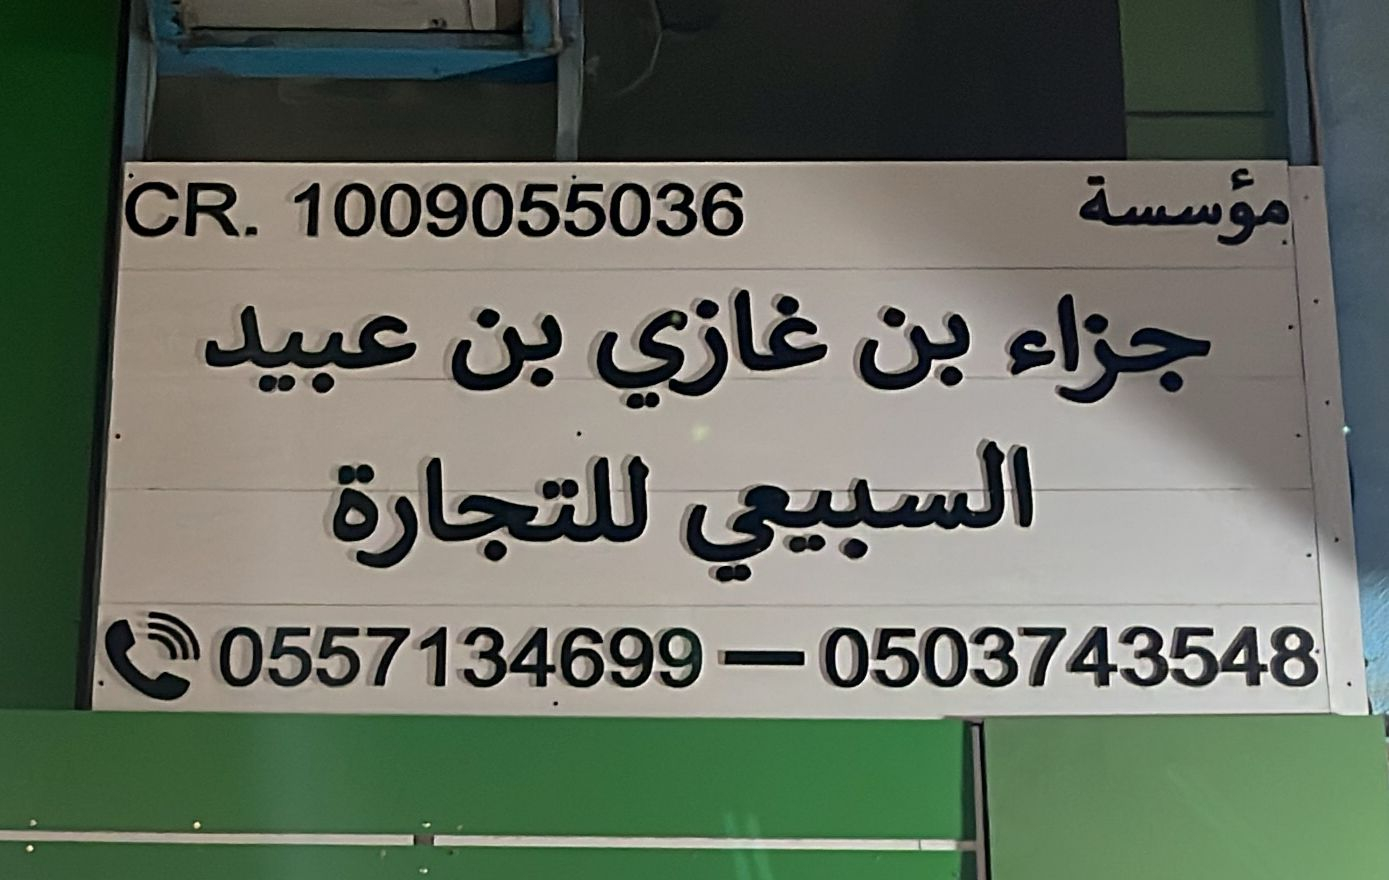 مؤسسة CR. 1009055036
جزاء بن غازي بن عبيد
السبيعي للتجارة
0557134699 — 0503743548